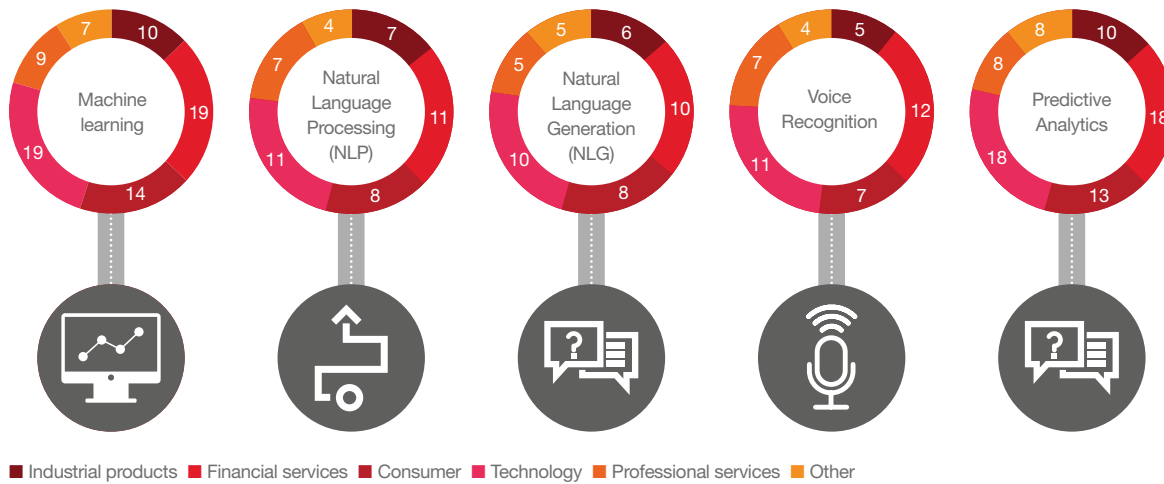 10
19
14
19
9
7
Machine
learning
7
11
8
11
7
4
Natural
Language
Processing
(NLP)
6
10
8
10
5
5
Natural
Language
Generation
(NLG)
5
12
7
11
7
4
Voice
Recognition
10
18
13
18
8
8
Predictive
Analytics
?
?
Industrial products Financial services Consumer Technology Professional services Other